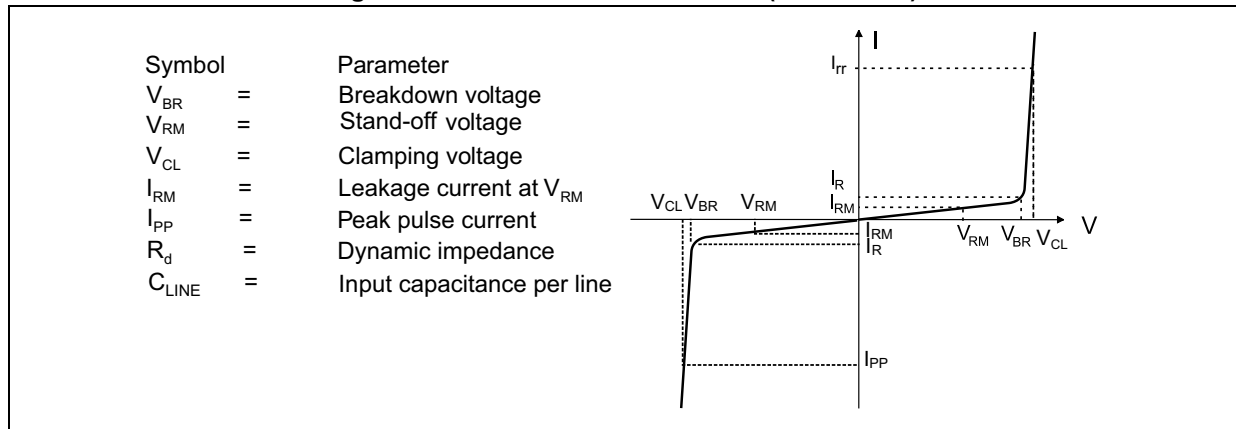 Symbol Parameter
V_BR = Breakdown voltage
V_RM = Stand-off voltage
V_CL = Clamping voltage
I_RM = Leakage current at V_RM
I_PP = Peak pulse current
R_d = Dynamic impedance
C_LINE = Input capacitance per line
I
I_rr
I_R
I_RM
V_CL V_BR V_RM
V_RM V_BR V_CL V
I_RM
I_R
I_PP